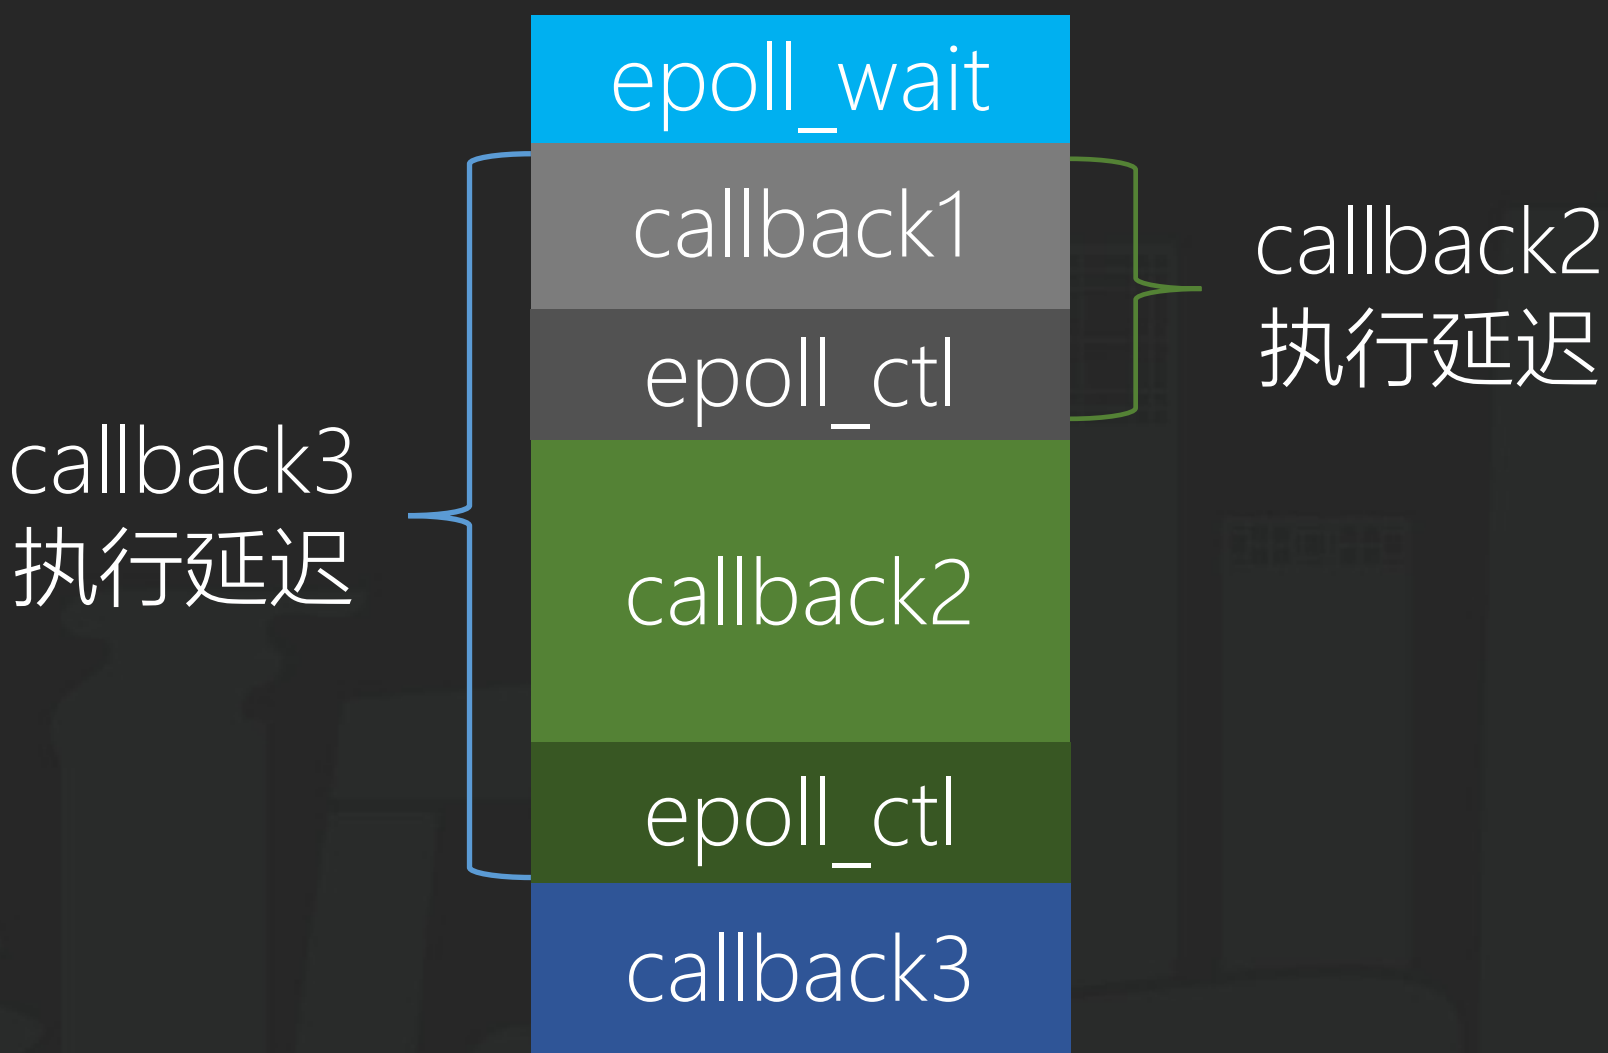 epoll_wait
callback1
callback2
执行延迟
epoll_ctl
callback3
执行延迟
callback2
epoll_ctl
callback3